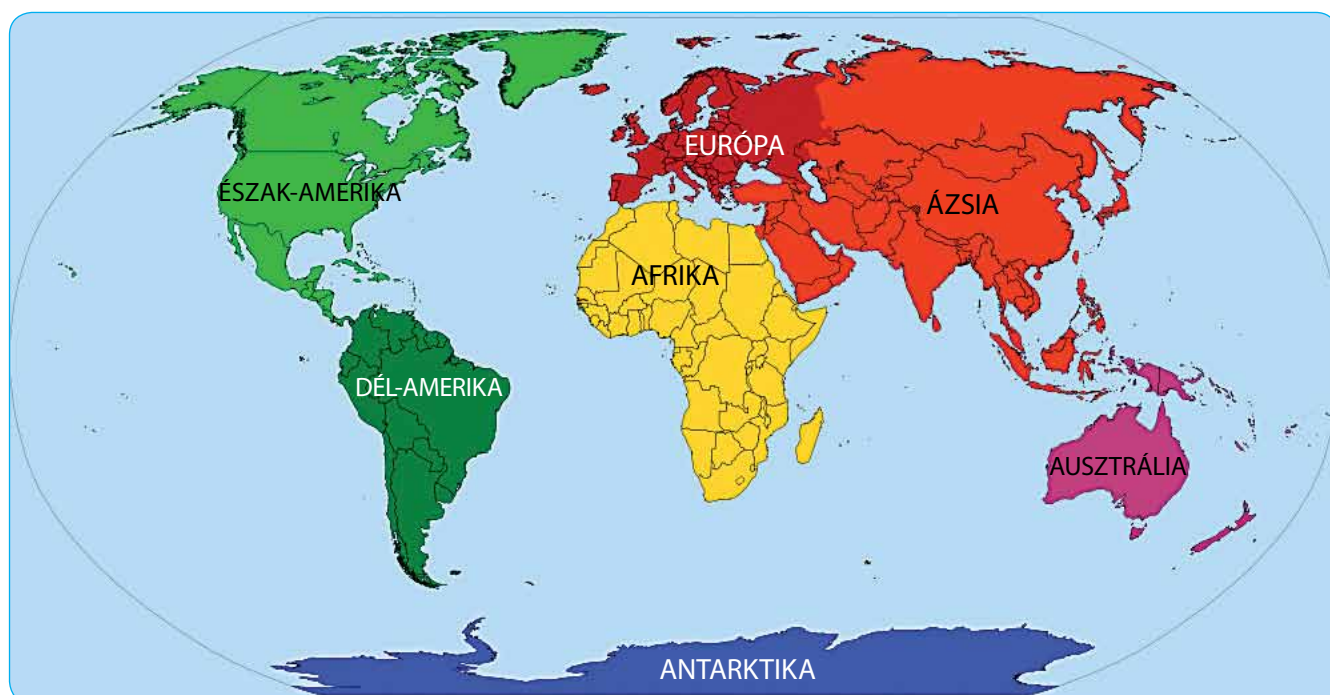 EURÓPA
ÉSZAK-AMERIKA
ÁZSIA
AFRIKA
DÉL-AMERIKA
AUSZTRÁLIA
ANTARKTIKA